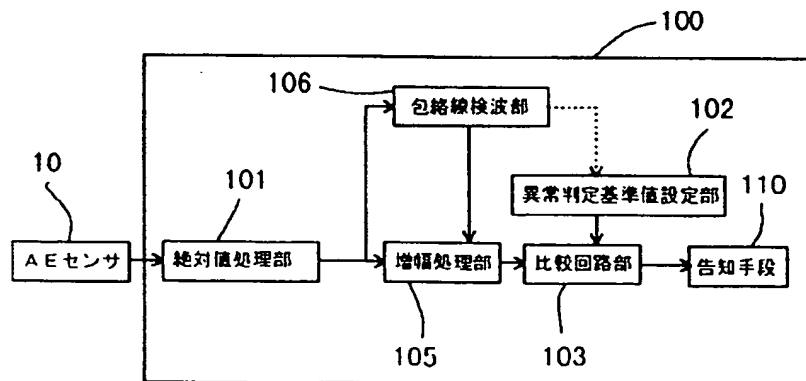 100
106
包絡線検波部
102
10
101
異常判定基準値設定部
110
AEセンサ
絶対値処理部
増幅処理部
比較回路部
告知手段
105
103